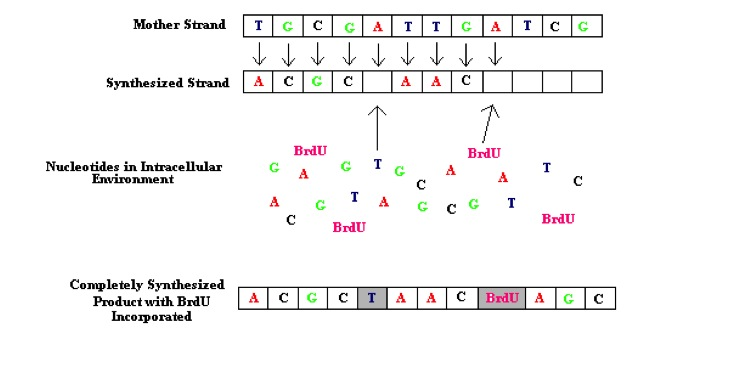 Mother Strand T G C G A T T G A T C G
Synthesized Strand A C G C A A C
BrdU BrdU
G A G T G A A T C
Nucleotides in Intracellular
Environment
C
A C G T A G C G T
BrdU BrdU
Completely Synthesized
Product with BrdU
Incorporated
A C G C T A A C BrdU A G C